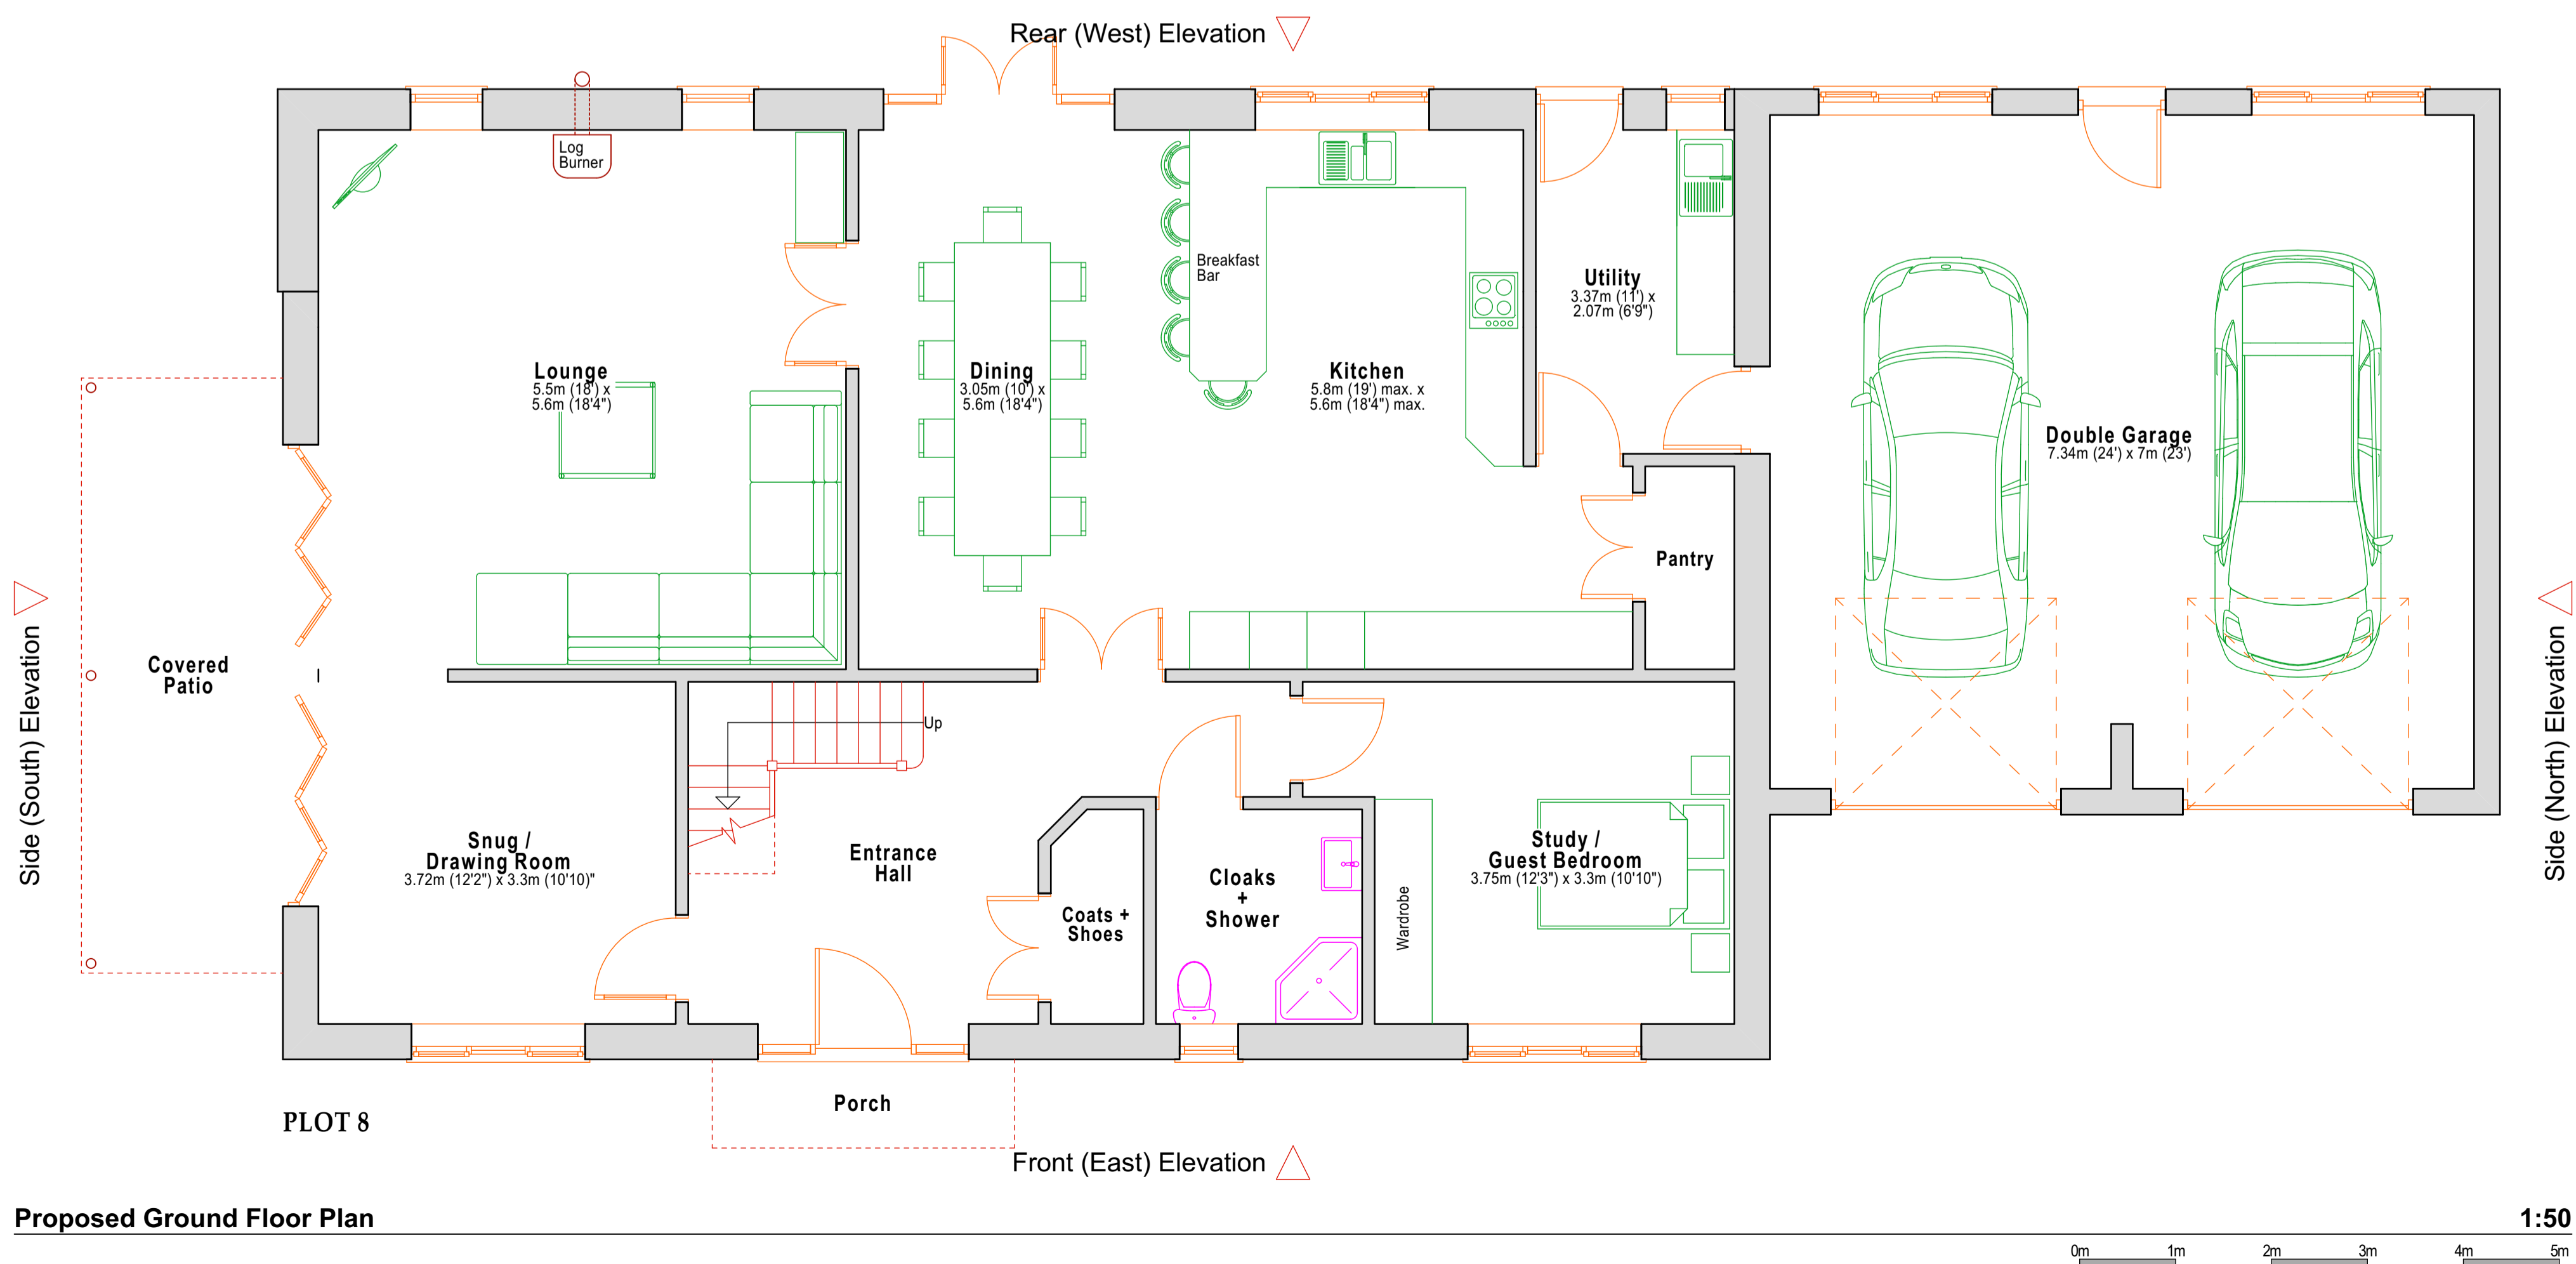 Rear (West) Elevation
Log
Burner
Breakfast
Bar
Utility
3.37m (11') x
2.07m (6'9")
Lounge
5.5m (18') x
5.6m (18'4")
Dining
3.05m (10') x
5.6m (18'4")
Kitchen
5.8m (19') max. x
5.6m (18'4") max.
Double Garage
7.34m (24') x 7m (23')
Pantry
Covered
Patio
Side (South) Elevation
Side (North) Elevation
Up
Snug /
Drawing Room
3.72m (12'2") x 3.3m (10'10)"
Entrance
Hall
Coats +
Shoes
Cloaks
+
Shower
Wardrobe
Study /
Guest Bedroom
3.75m (12'3") x 3.3m (10'10")
Porch
PLOT 8
Front (East) Elevation
Proposed Ground Floor Plan
1:50
0m 1m 2m 3m 4m 5m